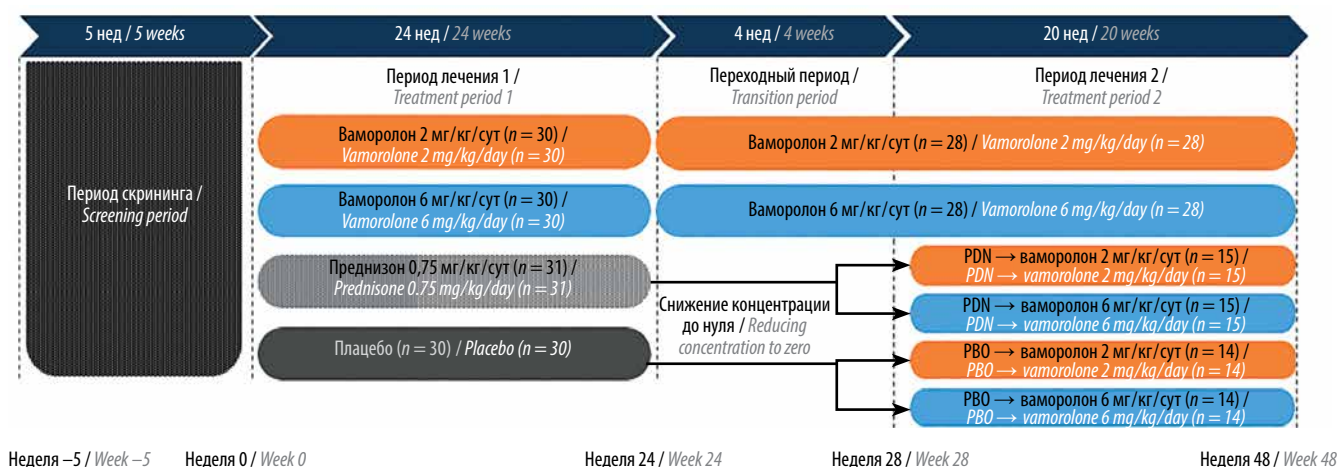 5 нед / 5 weeks
24 нед / 24 weeks
4 нед / 4 weeks
20 нед / 20 weeks
Период скрининга /
Screening period
Период лечения 1 /
Treatment period 1
Переходный период /
Transition period
Период лечения 2 /
Treatment period 2
Ваморолон 2 мг/кг/сут (n = 30) /
Vamorolone 2 mg/kg/day (n = 30)
Ваморолон 2 мг/кг/сут (n = 28) / Vamorolone 2 mg/kg/day (n = 28)
Ваморолон 6 мг/кг/сут (n = 30) /
Vamorolone 6 mg/kg/day (n = 30)
Ваморолон 6 мг/кг/сут (n = 28) / Vamorolone 6 mg/kg/day (n = 28)
Преднизон 0,75 мг/кг/сут (n = 31) /
Prednisone 0.75 mg/kg/day (n = 31)
Плацебо (n = 30) / Placebo (n = 30)
Снижение концентрации
до нуля / Reducing
concentration to zero
PDN → ваморолон 2 мг/кг/сут (n = 15) /
PDN → vamorolone 2 mg/kg/day (n = 15)
PDN → ваморолон 6 мг/кг/сут (n = 15) /
PDN → vamorolone 6 mg/kg/day (n = 15)
PBO → ваморолон 2 мг/кг/сут (n = 14) /
PBO → vamorolone 2 mg/kg/day (n = 14)
PBO → ваморолон 6 мг/кг/сут (n = 14) /
PBO → vamorolone 6 mg/kg/day (n = 14)
Неделя –5 / Week –5
Неделя 0 / Week 0
Неделя 24 / Week 24
Неделя 28 / Week 28
Неделя 48 / Week 48